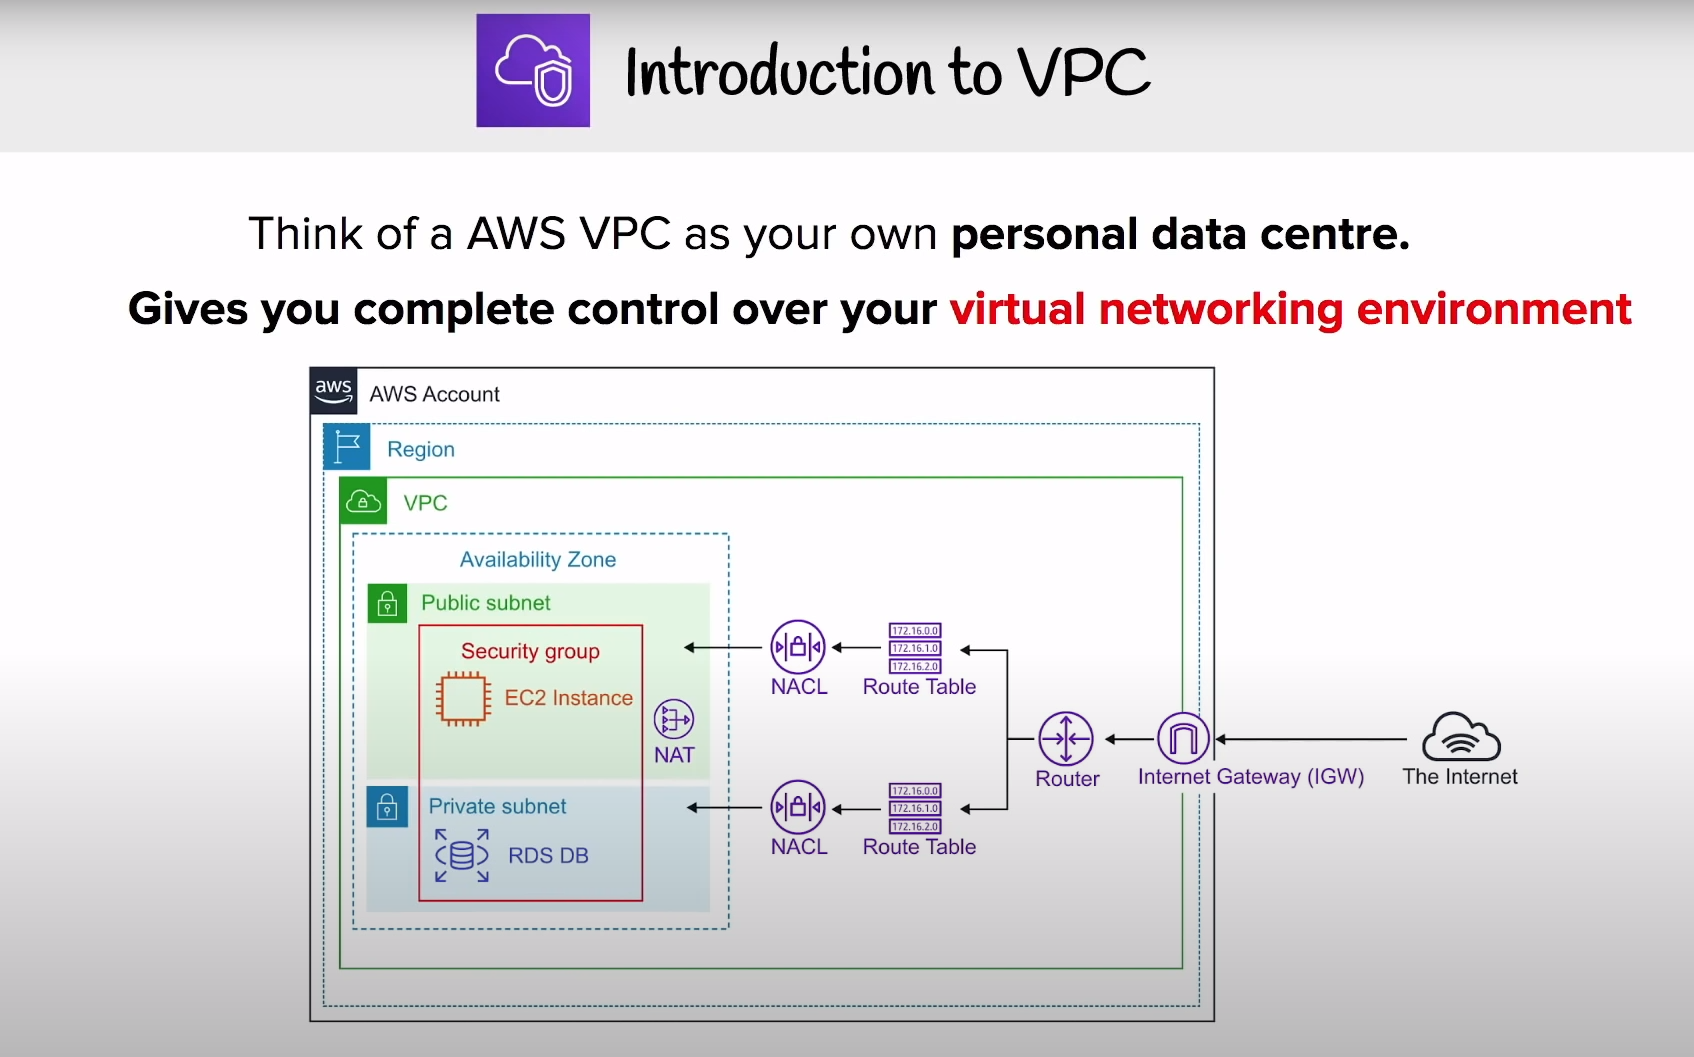 Introduction to VPC
Think of a AWS VPC as your own personal data centre.
Gives you complete control over your virtual networking environment
aws
AWS Account
Region
VPC
Availability Zone
Public subnet
Security group
EC2 Instance
NAT
Private subnet
RDS DB
NACL
172.16.0.0
172.16.1.0
172.16.2.0
Route Table
NACL
172.16.0.0
172.16.1.0
172.16.2.0
Route Table
Router
Internet Gateway (IGW)
The Internet